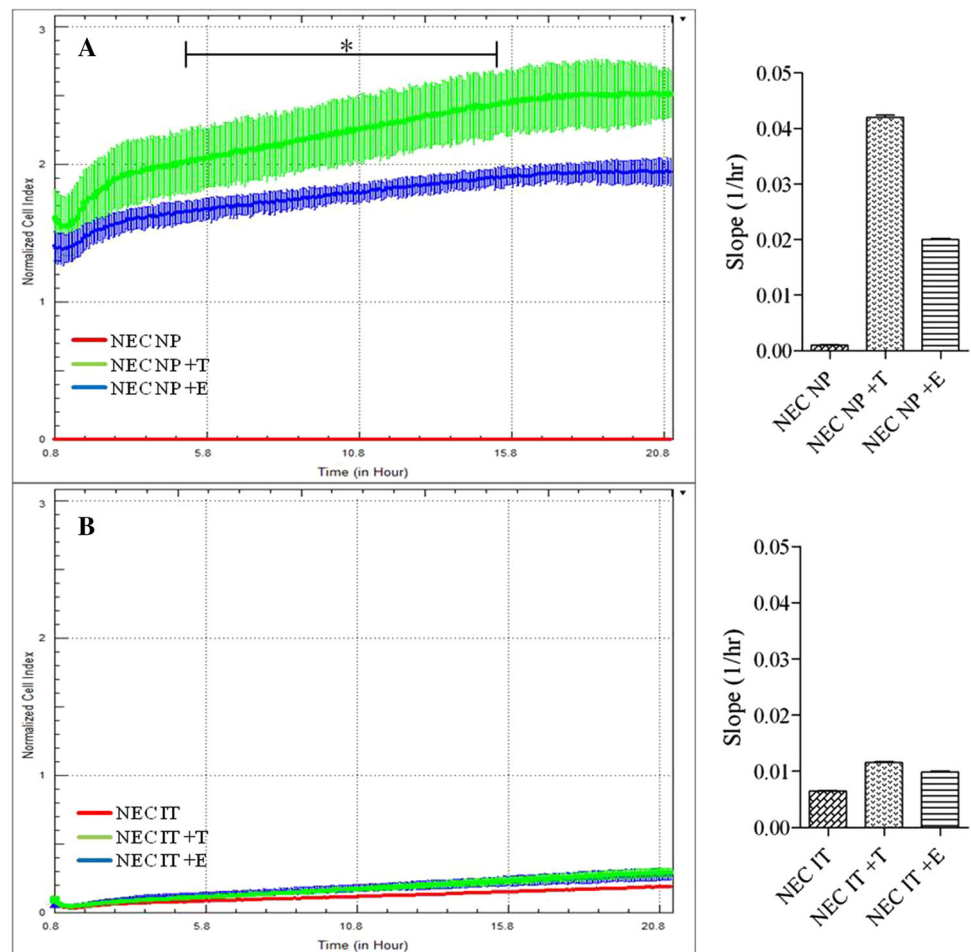 A
*
3
2
1
0
Normalized Cell Index
NEC NP
NEC NP +T
NEC NP +E
0.8 5.8 10.8 15.8 20.8
Time (in Hour)
0.05
0.04
0.03
0.02
0.01
0.00
Slope (1/hr)
NEC NP
NEC NP +T
NEC NP +E
B
3
2
1
0
Normalized Cell Index
NEC IT
NEC IT +T
NEC IT +E
0.8 5.8 10.8 15.8 20.8
Time (in Hour)
0.05
0.04
0.03
0.02
0.01
0.00
Slope (1/hr)
NEC IT
NEC IT +T
NEC IT +E